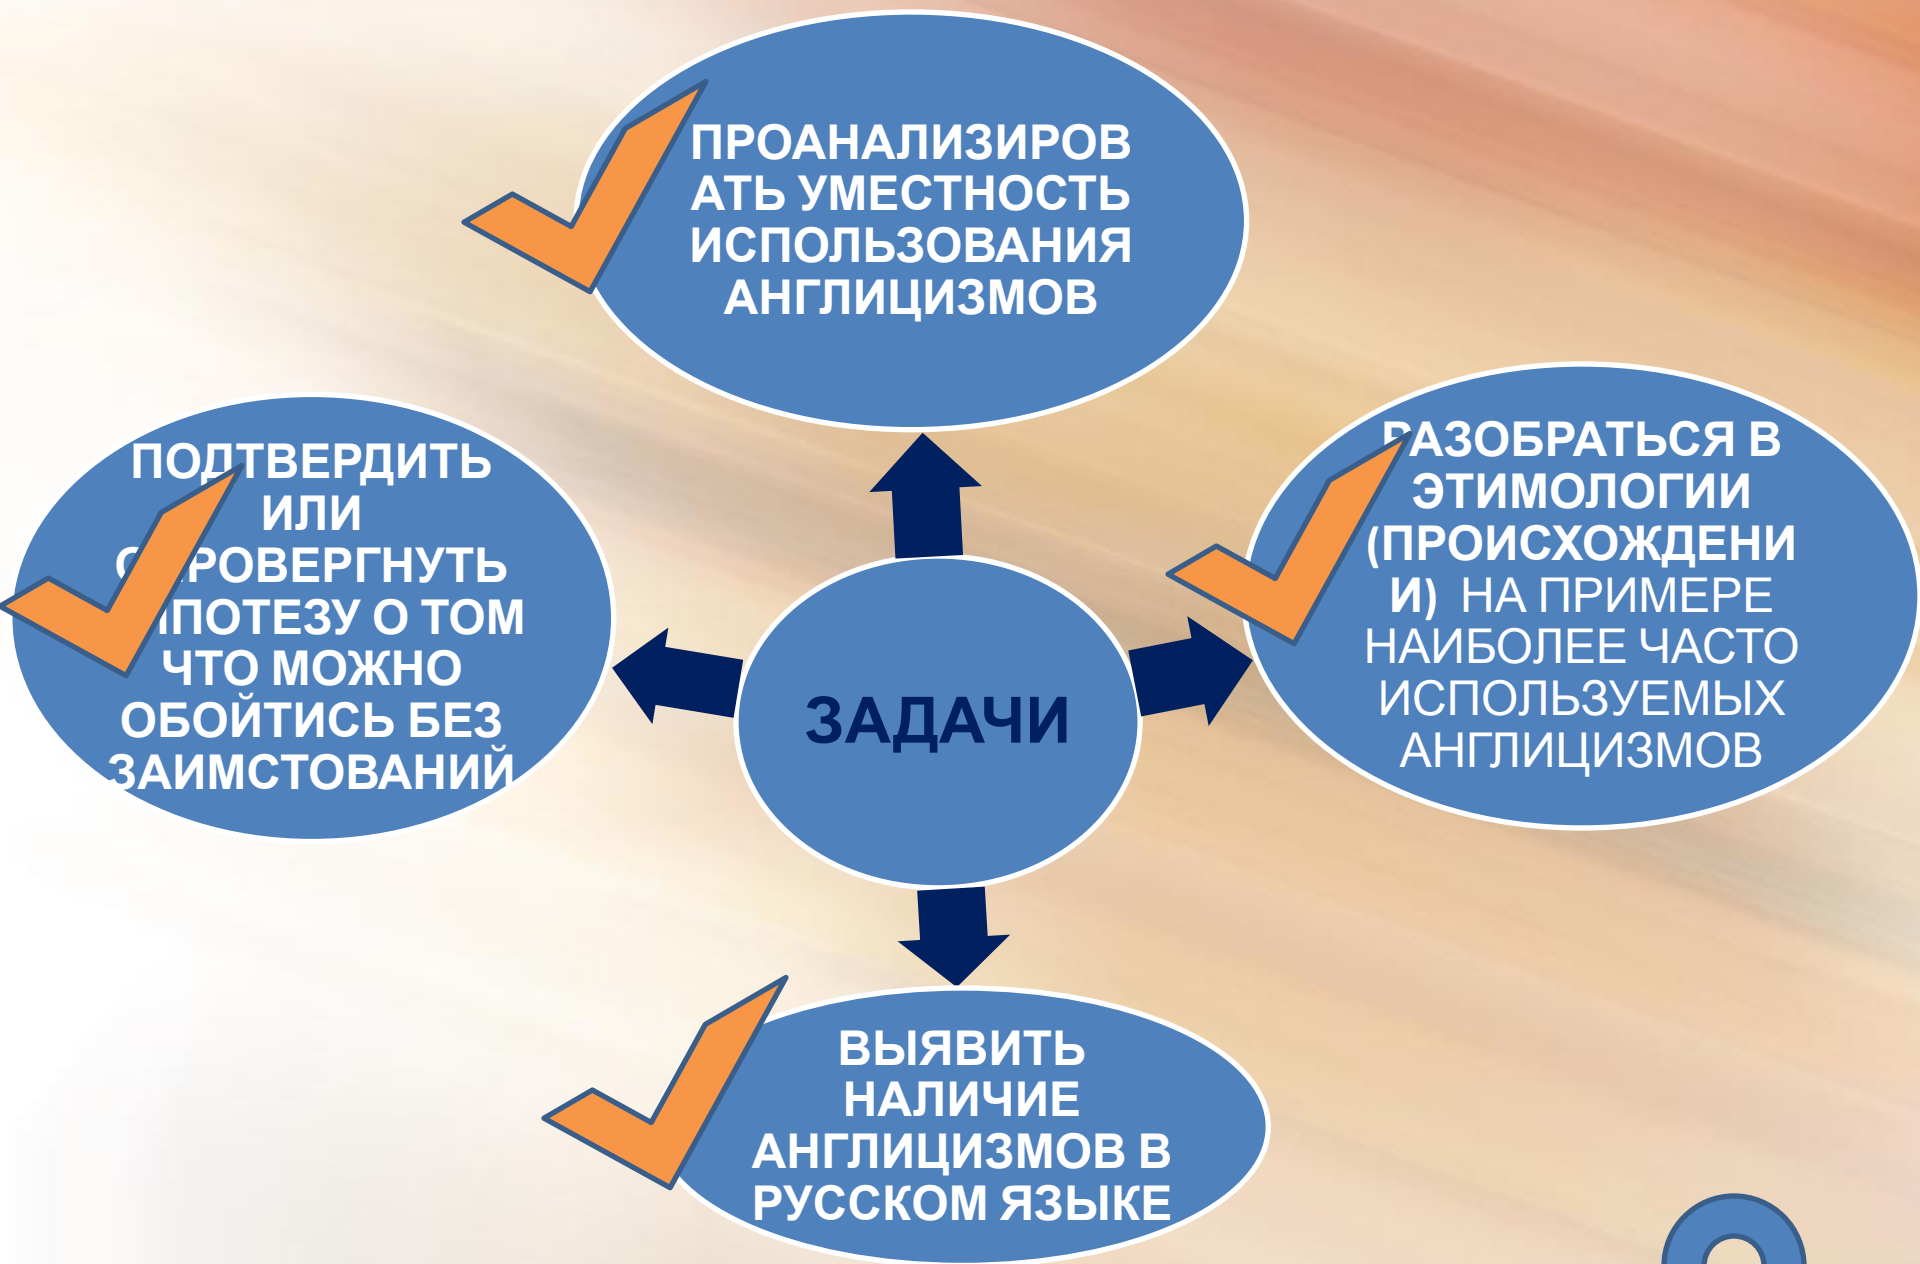 ПРОАНАЛИЗИРОВ
АТЬ УМЕСТНОСТЬ
ИСПОЛЬЗОВАНИЯ
АНГЛИЦИЗМОВ
РАЗОБРАТЬСЯ В
ЭТИМОЛОГИИ
(ПРОИСХОЖДЕНИ
И) НА ПРИМЕРЕ
НАИБОЛЕЕ ЧАСТО
ИСПОЛЬЗУЕМЫХ
АНГЛИЦИЗМОВ
ВЫЯВИТЬ
НАЛИЧИЕ
АНГЛИЦИЗМОВ В
РУССКОМ ЯЗЫКЕ
ПОДТВЕРДИТЬ
ИЛИ
ОПРОВЕРГНУТЬ
ГИПОТЕЗУ О ТОМ
ЧТО МОЖНО
ОБОЙТИСЬ БЕЗ
ЗАИМСТОВАНИЙ
ЗАДАЧИ